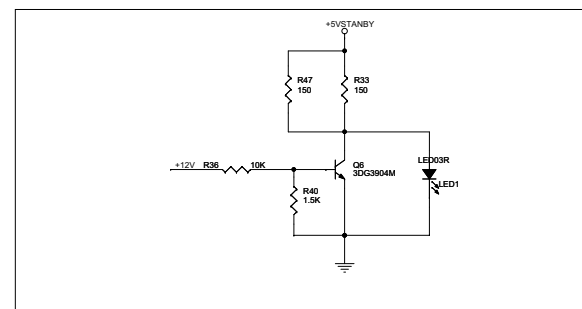 +5VSTANBY
R47
150
R33
150
+12V
R36
10K
Q6
3DG3904M
R40
1.5K
LED03R
LED1